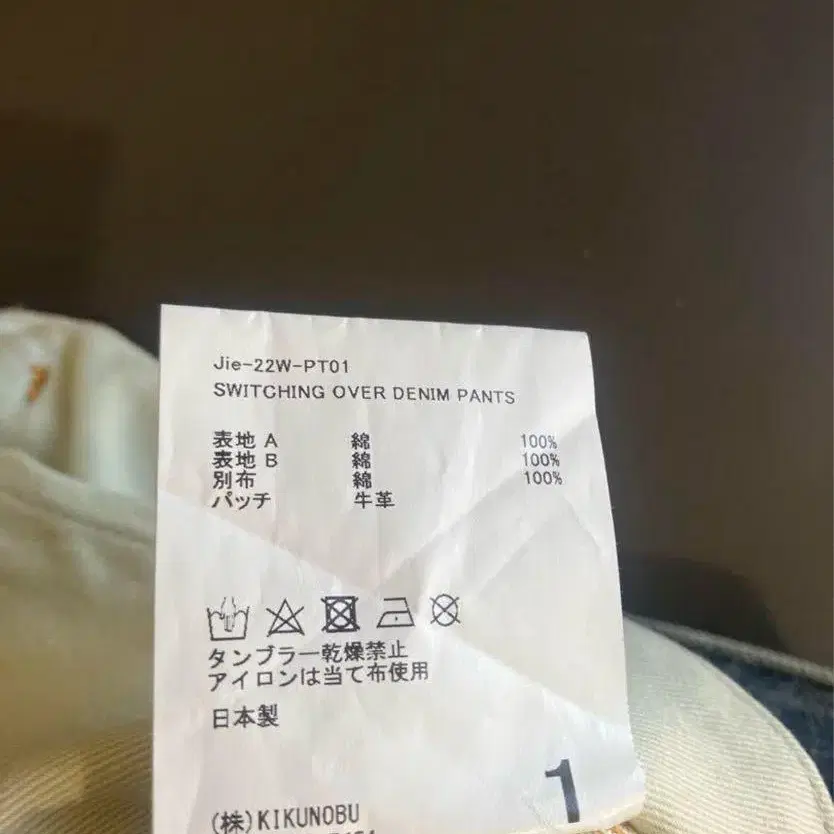 Jie-22W-PT01
SWITCHING OVER DENIM PANTS
表地 A 綿 100%
表地 B 綿 100%
別布 綿 100%
パッチ 牛革
タンブラー乾燥禁止
アイロンは当て布使用
日本製
1
(株)KIKUNOBU